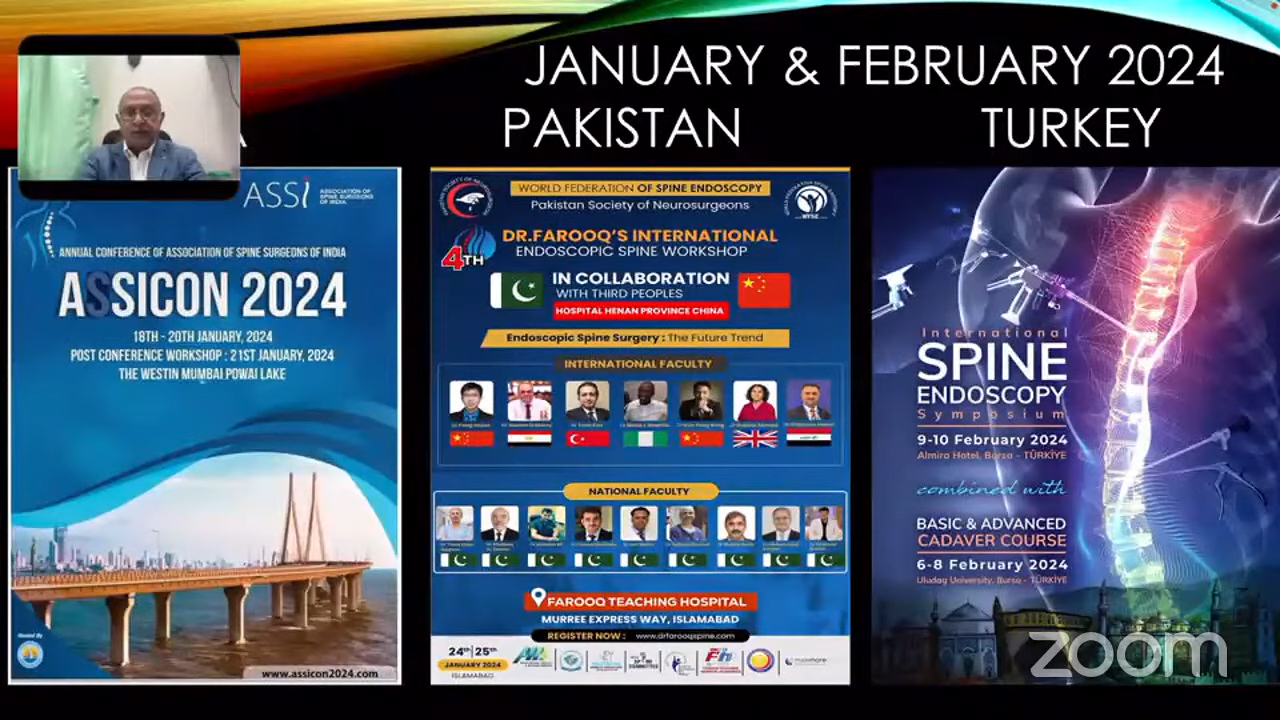 JANUARY & FEBRUARY 2024
PAKISTAN
TURKEY
ASSI
ASSOCIATION OF
SPINE SURGEONS
OF INDIA
ANNUAL CONFERENCE OF ASSOCIATION OF SPINE SURGEONS OF INDIA
ASSICON 2024
18TH - 20TH JANUARY, 2024
POST CONFERENCE WORKSHOP : 21ST JANUARY, 2024
THE WESTIN MUMBAI POWAI LAKE
Hosted By
www.assicon2024.com
WORLD FEDERATION OF SPINE ENDOSCOPY
Pakistan Society of Neurosurgeons
4TH
DR.FAROOQ'S INTERNATIONAL
ENDOSCOPIC SPINE WORKSHOP
IN COLLABORATION
WITH THIRD PEOPLES
HOSPITAL HENAN PROVINCE CHINA
Endoscopic Spine Surgery : The Future Trend
INTERNATIONAL FACULTY
NATIONAL FACULTY
FAROOQ TEACHING HOSPITAL
MURREE EXPRESS WAY, ISLAMABAD
REGISTER NOW : www.drfarooqspine.com
24th | 25th
JANUARY 2024
ISLAMABAD
International
SPINE
ENDOSCOPY
Symposium
9-10 February 2024
Almira Hotel, Bursa - TÜRKİYE
combined with
BASIC & ADVANCED
CADAVER COURSE
6-8 February 2024
Uludag University, Bursa - TÜRKİYE
zoom